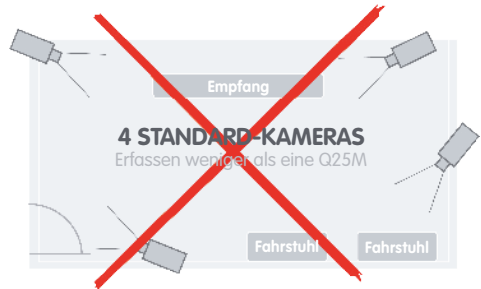 Empfang
4 STANDARD-KAMERAS
Erfassen weniger als eine Q25M
Fahrstuhl Fahrstuhl